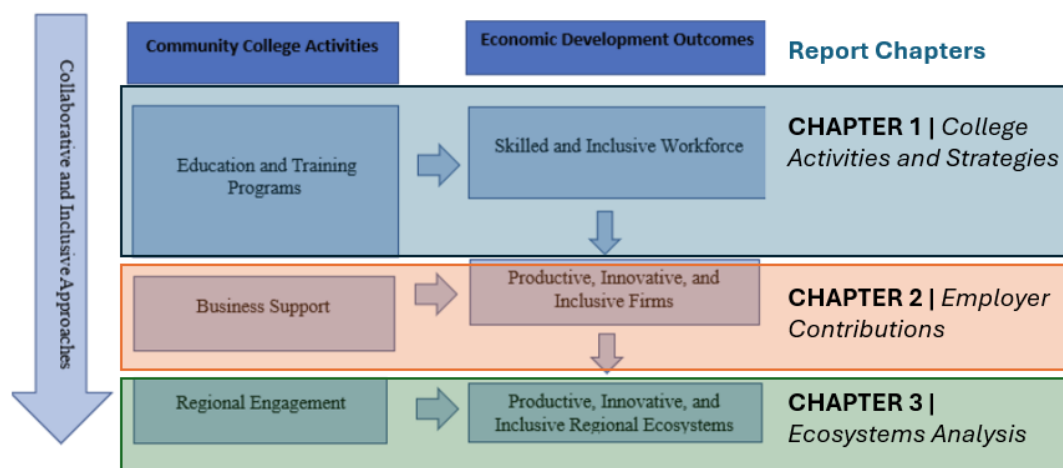 Collaborative and Inclusive Approaches
Community College Activities
Economic Development Outcomes
Report Chapters
Education and Training
Programs
Skilled and Inclusive Workforce
CHAPTER 1 | College
Activities and Strategies
Business Support
Productive, Innovative, and
Inclusive Firms
CHAPTER 2 | Employer
Contributions
Regional Engagement
Productive, Innovative, and
Inclusive Regional Ecosystems
CHAPTER 3 |
Ecosystems Analysis